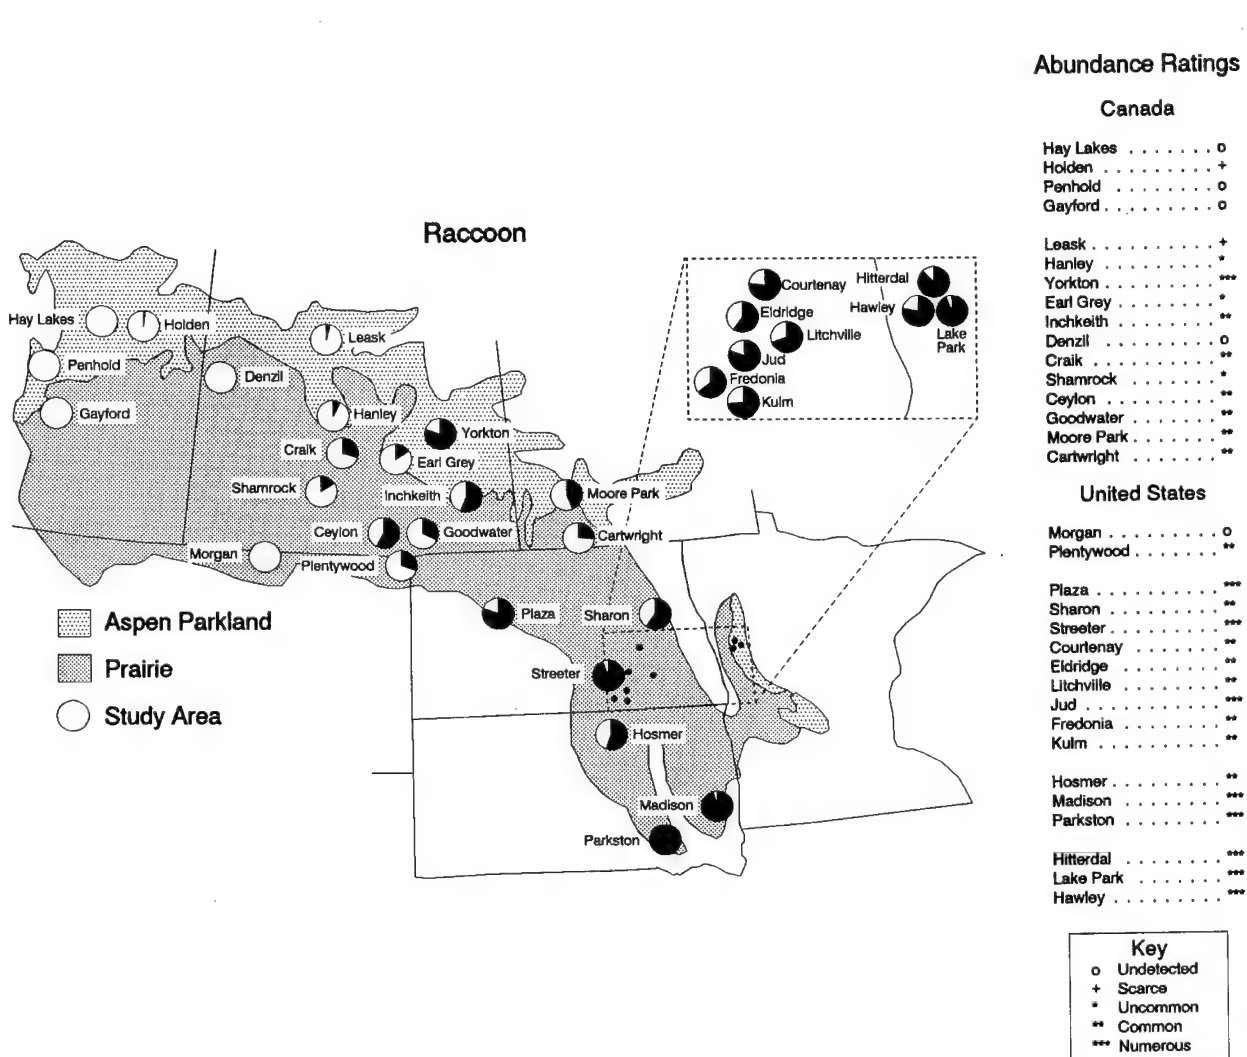 Abundance Ratings
Canada
Hay Lakes . . . . . . . o
Holden . . . . . . . . . +
Penhold . . . . . . . . o
Gayford . . . . . . . . . o
Leask . . . . . . . . . . +
Hanley . . . . . . . . . *
Yorkton . . . . . . . . . ***
Earl Grey . . . . . . . . *
Inchkeith . . . . . . . . **
Denzil . . . . . . . . . . o
Craik . . . . . . . . . . **
Shamrock . . . . . . . *
Ceylon . . . . . . . . . **
Goodwater . . . . . . **
Moore Park . . . . . . **
Cartwright . . . . . . . **
United States
Morgan . . . . . . . . . o
Plentywood . . . . . . . **
Plaza . . . . . . . . . . ***
Sharon . . . . . . . . . **
Streeter . . . . . . . . . ***
Courtenay . . . . . . . **
Eldridge . . . . . . . . **
Litchville . . . . . . . . **
Jud . . . . . . . . . . . ***
Fredonia . . . . . . . . **
Kulm . . . . . . . . . . **
Hosmer . . . . . . . . . **
Madison . . . . . . . . ***
Parkston . . . . . . . . ***
Hitterdal . . . . . . . . ***
Lake Park . . . . . . . ***
Hawley . . . . . . . . . ***
Key
o Undetected
+ Scarce
* Uncommon
** Common
*** Numerous
Raccoon
Hay Lakes
Holden
Penhold
Gayford
Denzil
Leask
Hanley
Craik
Yorkton
Earl Grey
Shamrock
Inchkeith
Moore Park
Ceylon
Goodwater
Cartwright
Morgan
Plentywood
Plaza
Sharon
Streeter
Hosmer
Madison
Parkston
Courtenay
Hitterdal
Eldridge
Hawley
Litchville
Lake
Park
Jud
Fredonia
Kulm
Aspen Parkland
Prairie
Study Area